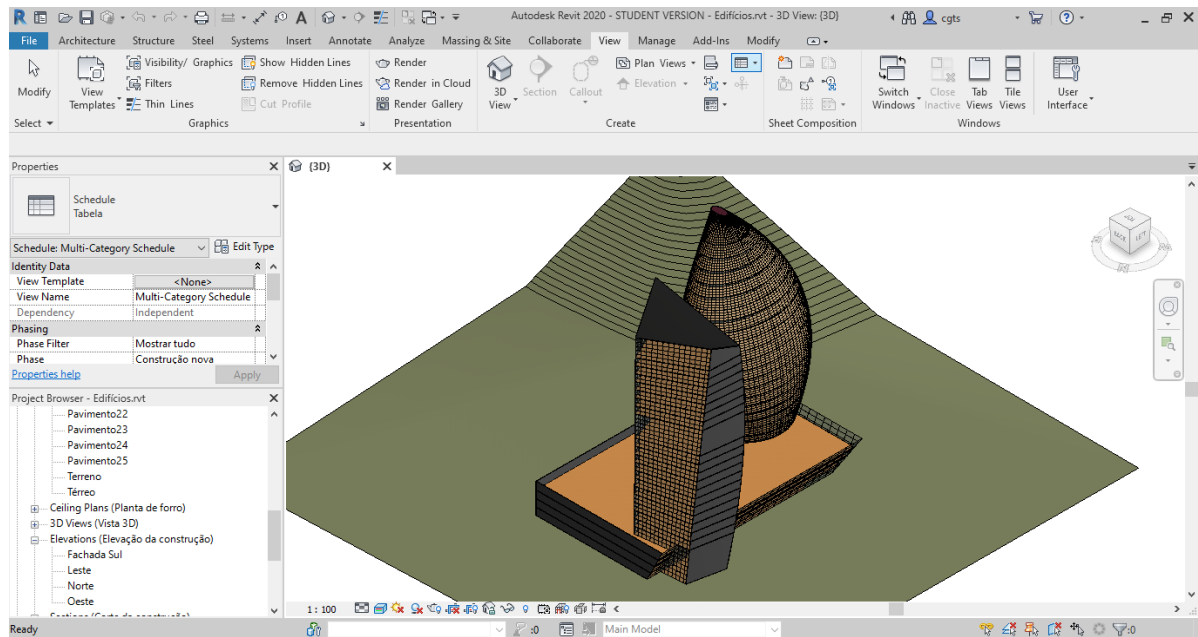 Autodesk Revit 2020 - STUDENT VERSION - Edifícios.rvt - 3D View: {3D}
cgts
File Architecture Structure Steel Systems Insert Annotate Analyze Massing & Site Collaborate View Manage Add-Ins Modify
Modify
View Templates
Visibility/ Graphics
Filters
Thin Lines
Show Hidden Lines
Remove Hidden Lines
Cut Profile
Render
Render in Cloud
Render Gallery
3D View
Section
Callout
Plan Views
Elevation
Switch Windows
Close Inactive
Tab Views
Tile Views
User Interface
Select
Graphics
Presentation
Create
Sheet Composition
Windows
Properties
Schedule
Tabela
Schedule: Multi-Category Schedule
Edit Type
Identity Data
View Template <None>
View Name Multi-Category Schedule
Dependency Independent
Phasing
Phase Filter Mostrar tudo
Phase Construção nova
Properties help
Apply
Project Browser - Edifícios.rvt
Pavimento22
Pavimento23
Pavimento24
Pavimento25
Terreno
Térreo
Ceiling Plans (Planta de forro)
3D Views (Vista 3D)
Elevations (Elevação da construção)
Fachada Sul
Leste
Norte
Oeste
{3D}
BACK
LEFT
1 : 100
Ready
:0
Main Model
:0